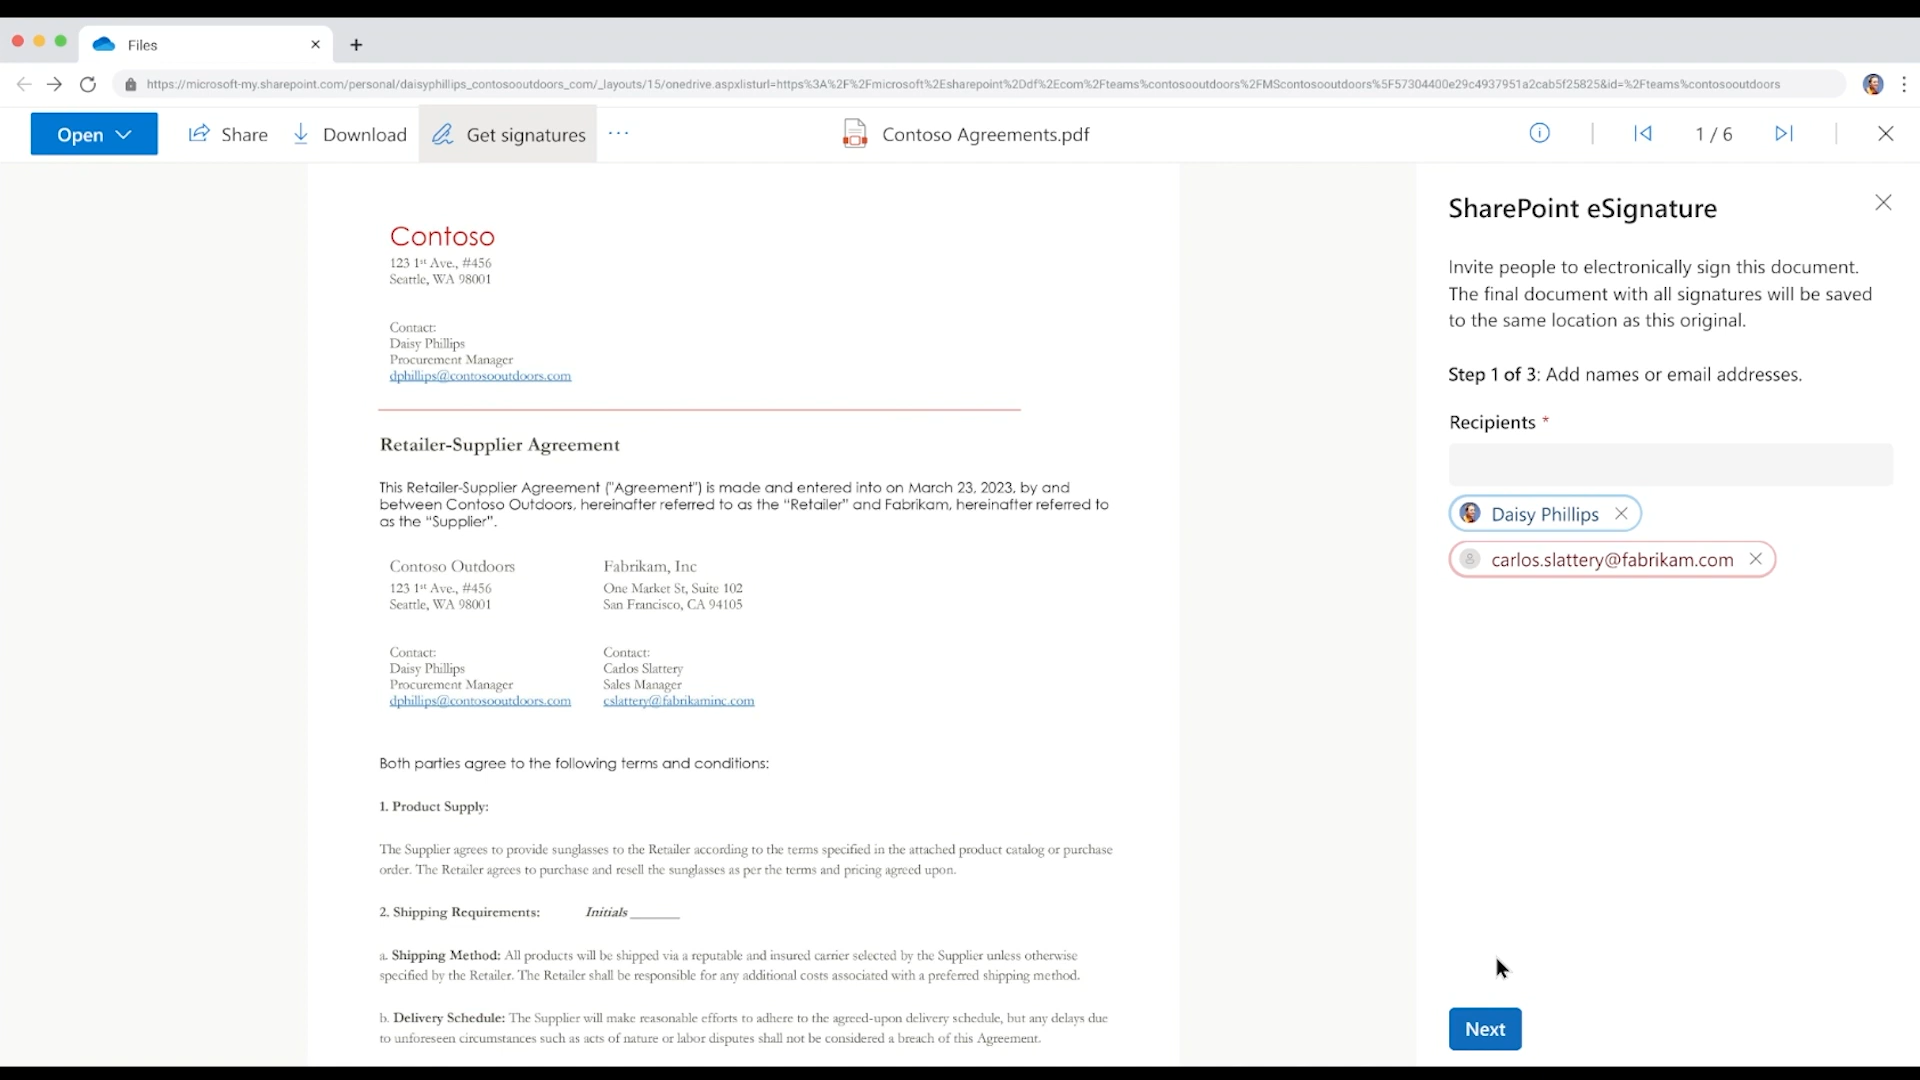 Files
https://microsoft-my.sharepoint.com/personal/daisyphillips_contosooutdoors_com/_layouts/15/onedrive.aspxlisturl=https%3A%2F%2Fmicrosoft%2Esharepoint%2Ddf%2Ecom%2Fteams%contosooutdoors%2FMScontosooutdoors%5F57304400e29c4937951a2cab5f25825&id=%2Fteams%contosooutdoors
Open
Share
Download
Get signatures
Contoso Agreements.pdf
1 / 6
Contoso
123 1st Ave., #456
Seattle, WA 98001
Contact:
Daisy Phillips
Procurement Manager
dphillips@contosooutdoors.com
Retailer-Supplier Agreement
This Retailer-Supplier Agreement ("Agreement") is made and entered into on March 23, 2023, by and
between Contoso Outdoors, hereinafter referred to as the “Retailer” and Fabrikam, hereinafter referred to
as the “Supplier”.
Contoso Outdoors
123 1st Ave., #456
Seattle, WA 98001
Contact:
Daisy Phillips
Procurement Manager
dphillips@contosooutdoors.com
Fabrikam, Inc
One Market St, Suite 102
San Francisco, CA 94105
Contact:
Carlos Slattery
Sales Manager
cslattery@fabrikaminc.com
Both parties agree to the following terms and conditions:
1. Product Supply:
The Supplier agrees to provide sunglasses to the Retailer according to the terms specified in the attached product catalog or purchase
order. The Retailer agrees to purchase and resell the sunglasses as per the terms and pricing agreed upon.
2. Shipping Requirements: Initials _______
a. Shipping Method: All products will be shipped via a reputable and insured carrier selected by the Supplier unless otherwise
specified by the Retailer. The Retailer shall be responsible for any additional costs associated with a preferred shipping method.
b. Delivery Schedule: The Supplier will make reasonable efforts to adhere to the agreed-upon delivery schedule, but any delays due
to unforeseen circumstances such as acts of nature or labor disputes shall not be considered a breach of this Agreement.
SharePoint eSignature
Invite people to electronically sign this document.
The final document with all signatures will be saved
to the same location as this original.
Step 1 of 3: Add names or email addresses.
Recipients *
Daisy Phillips
carlos.slattery@fabrikam.com
Next